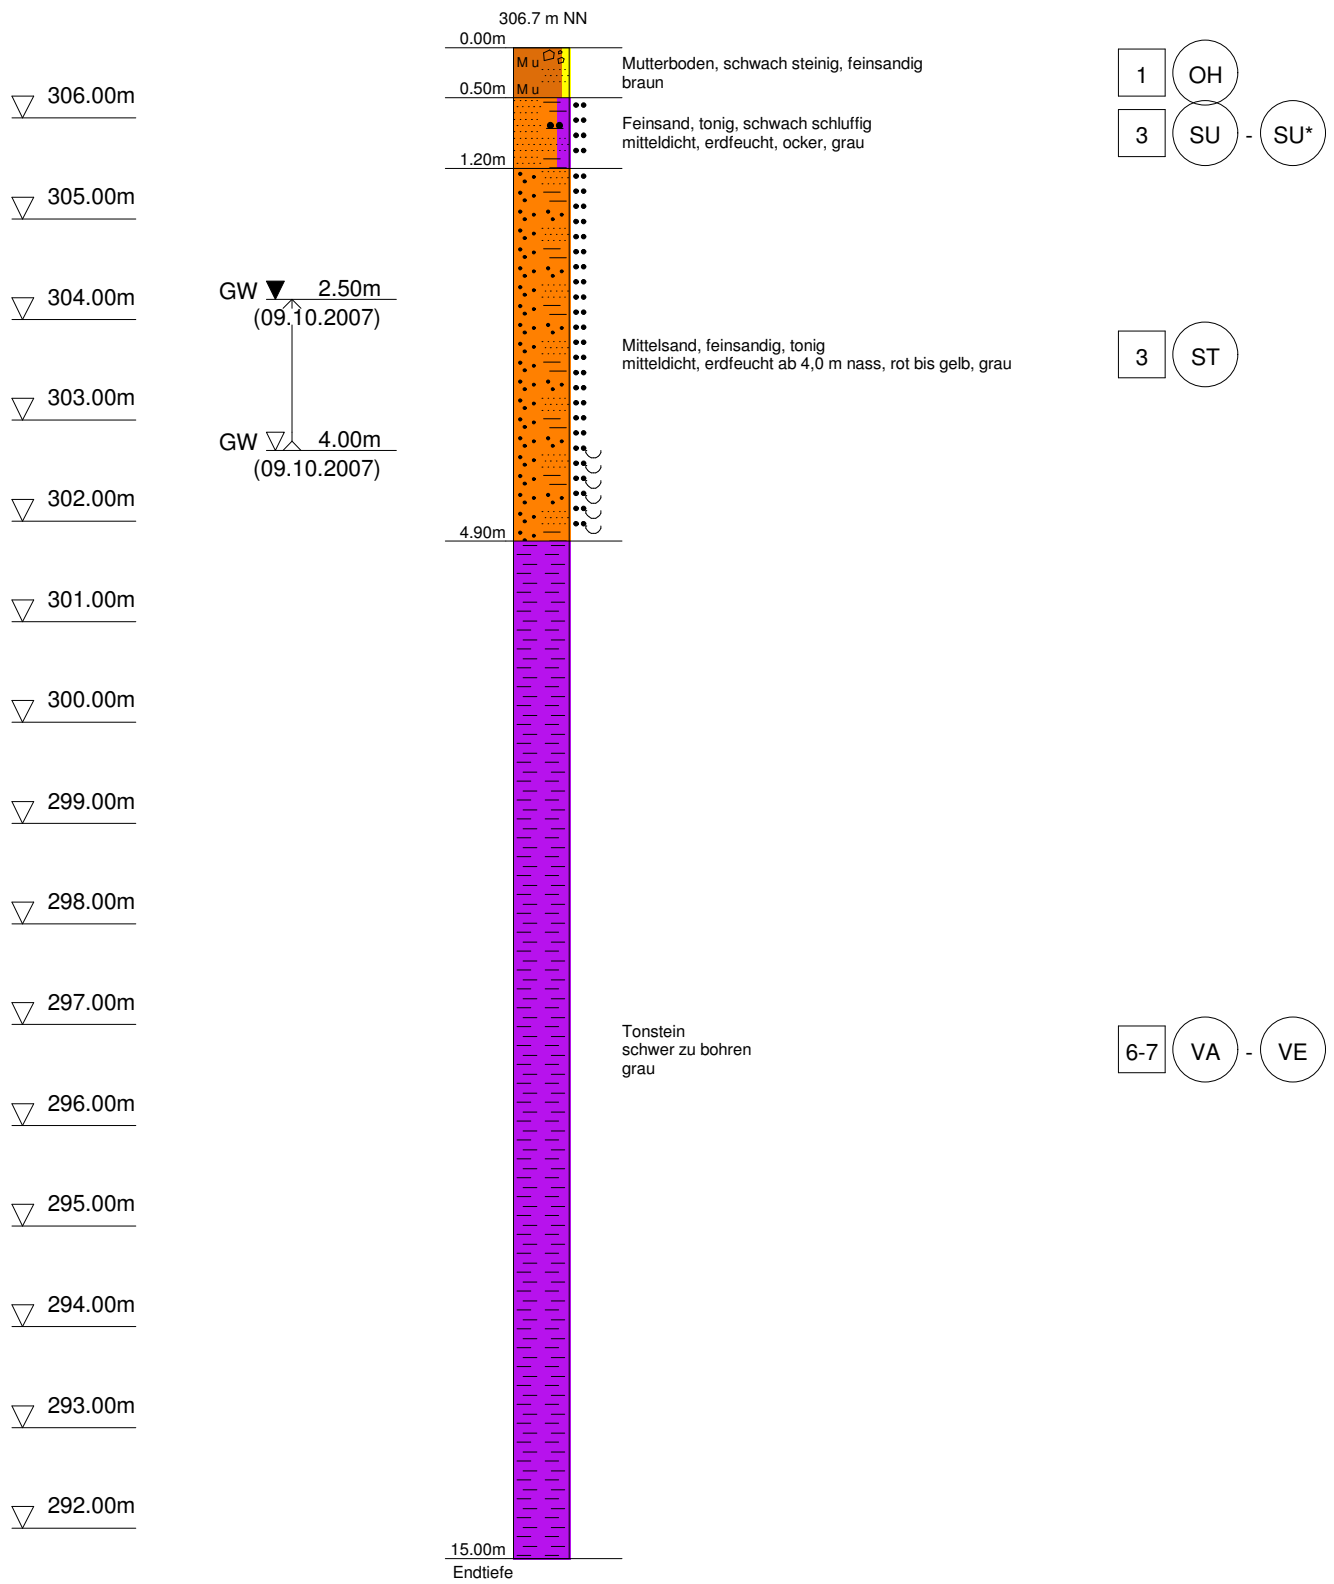 306.7 m NN
0.00m
M u
Mutterboden, schwach steinig, feinsandig
braun
1 OH
306.00m
0.50m
M u
Feinsand, tonig, schwach schluffig
mitteldicht, erdfeucht, ocker, grau
3 SU - SU*
1.20m
305.00m
304.00m
GW 2.50m
(09.10.2007)
Mittelsand, feinsandig, tonig
mitteldicht, erdfeucht ab 4,0 m nass, rot bis gelb, grau
3 ST
303.00m
GW 4.00m
(09.10.2007)
302.00m
4.90m
301.00m
300.00m
299.00m
298.00m
297.00m
Tonstein
schwer zu bohren
grau
6-7 VA - VE
296.00m
295.00m
294.00m
293.00m
292.00m
15.00m
Endtiefe